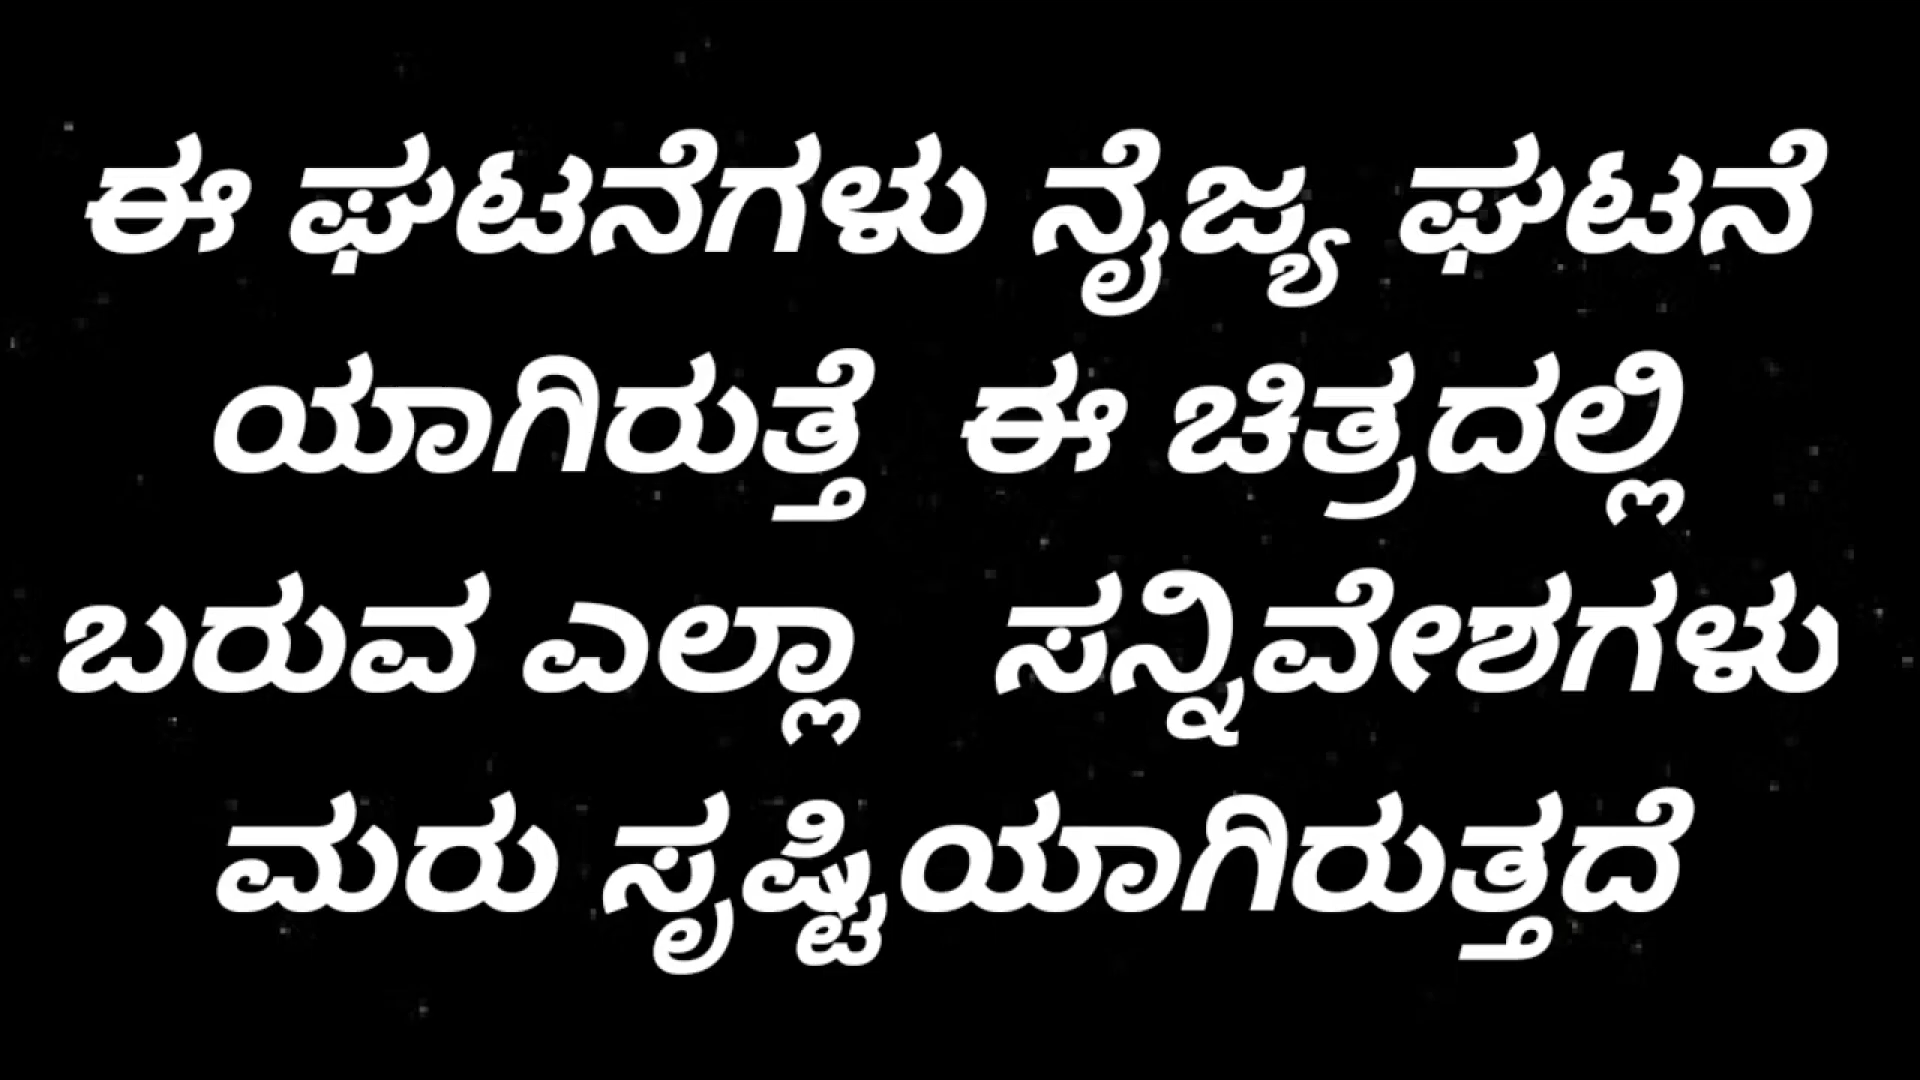 ಈ ಘಟನೆಗಳು ನೈಜ್ಯ ಘಟನೆ
ಯಾಗಿರುತ್ತೆ ಈ ಚಿತ್ರದಲ್ಲಿ
ಬರುವ ಎಲ್ಲಾ ಸನ್ನಿವೇಶಗಳು
ಮರು ಸೃಷ್ಟಿಯಾಗಿರುತ್ತದೆ